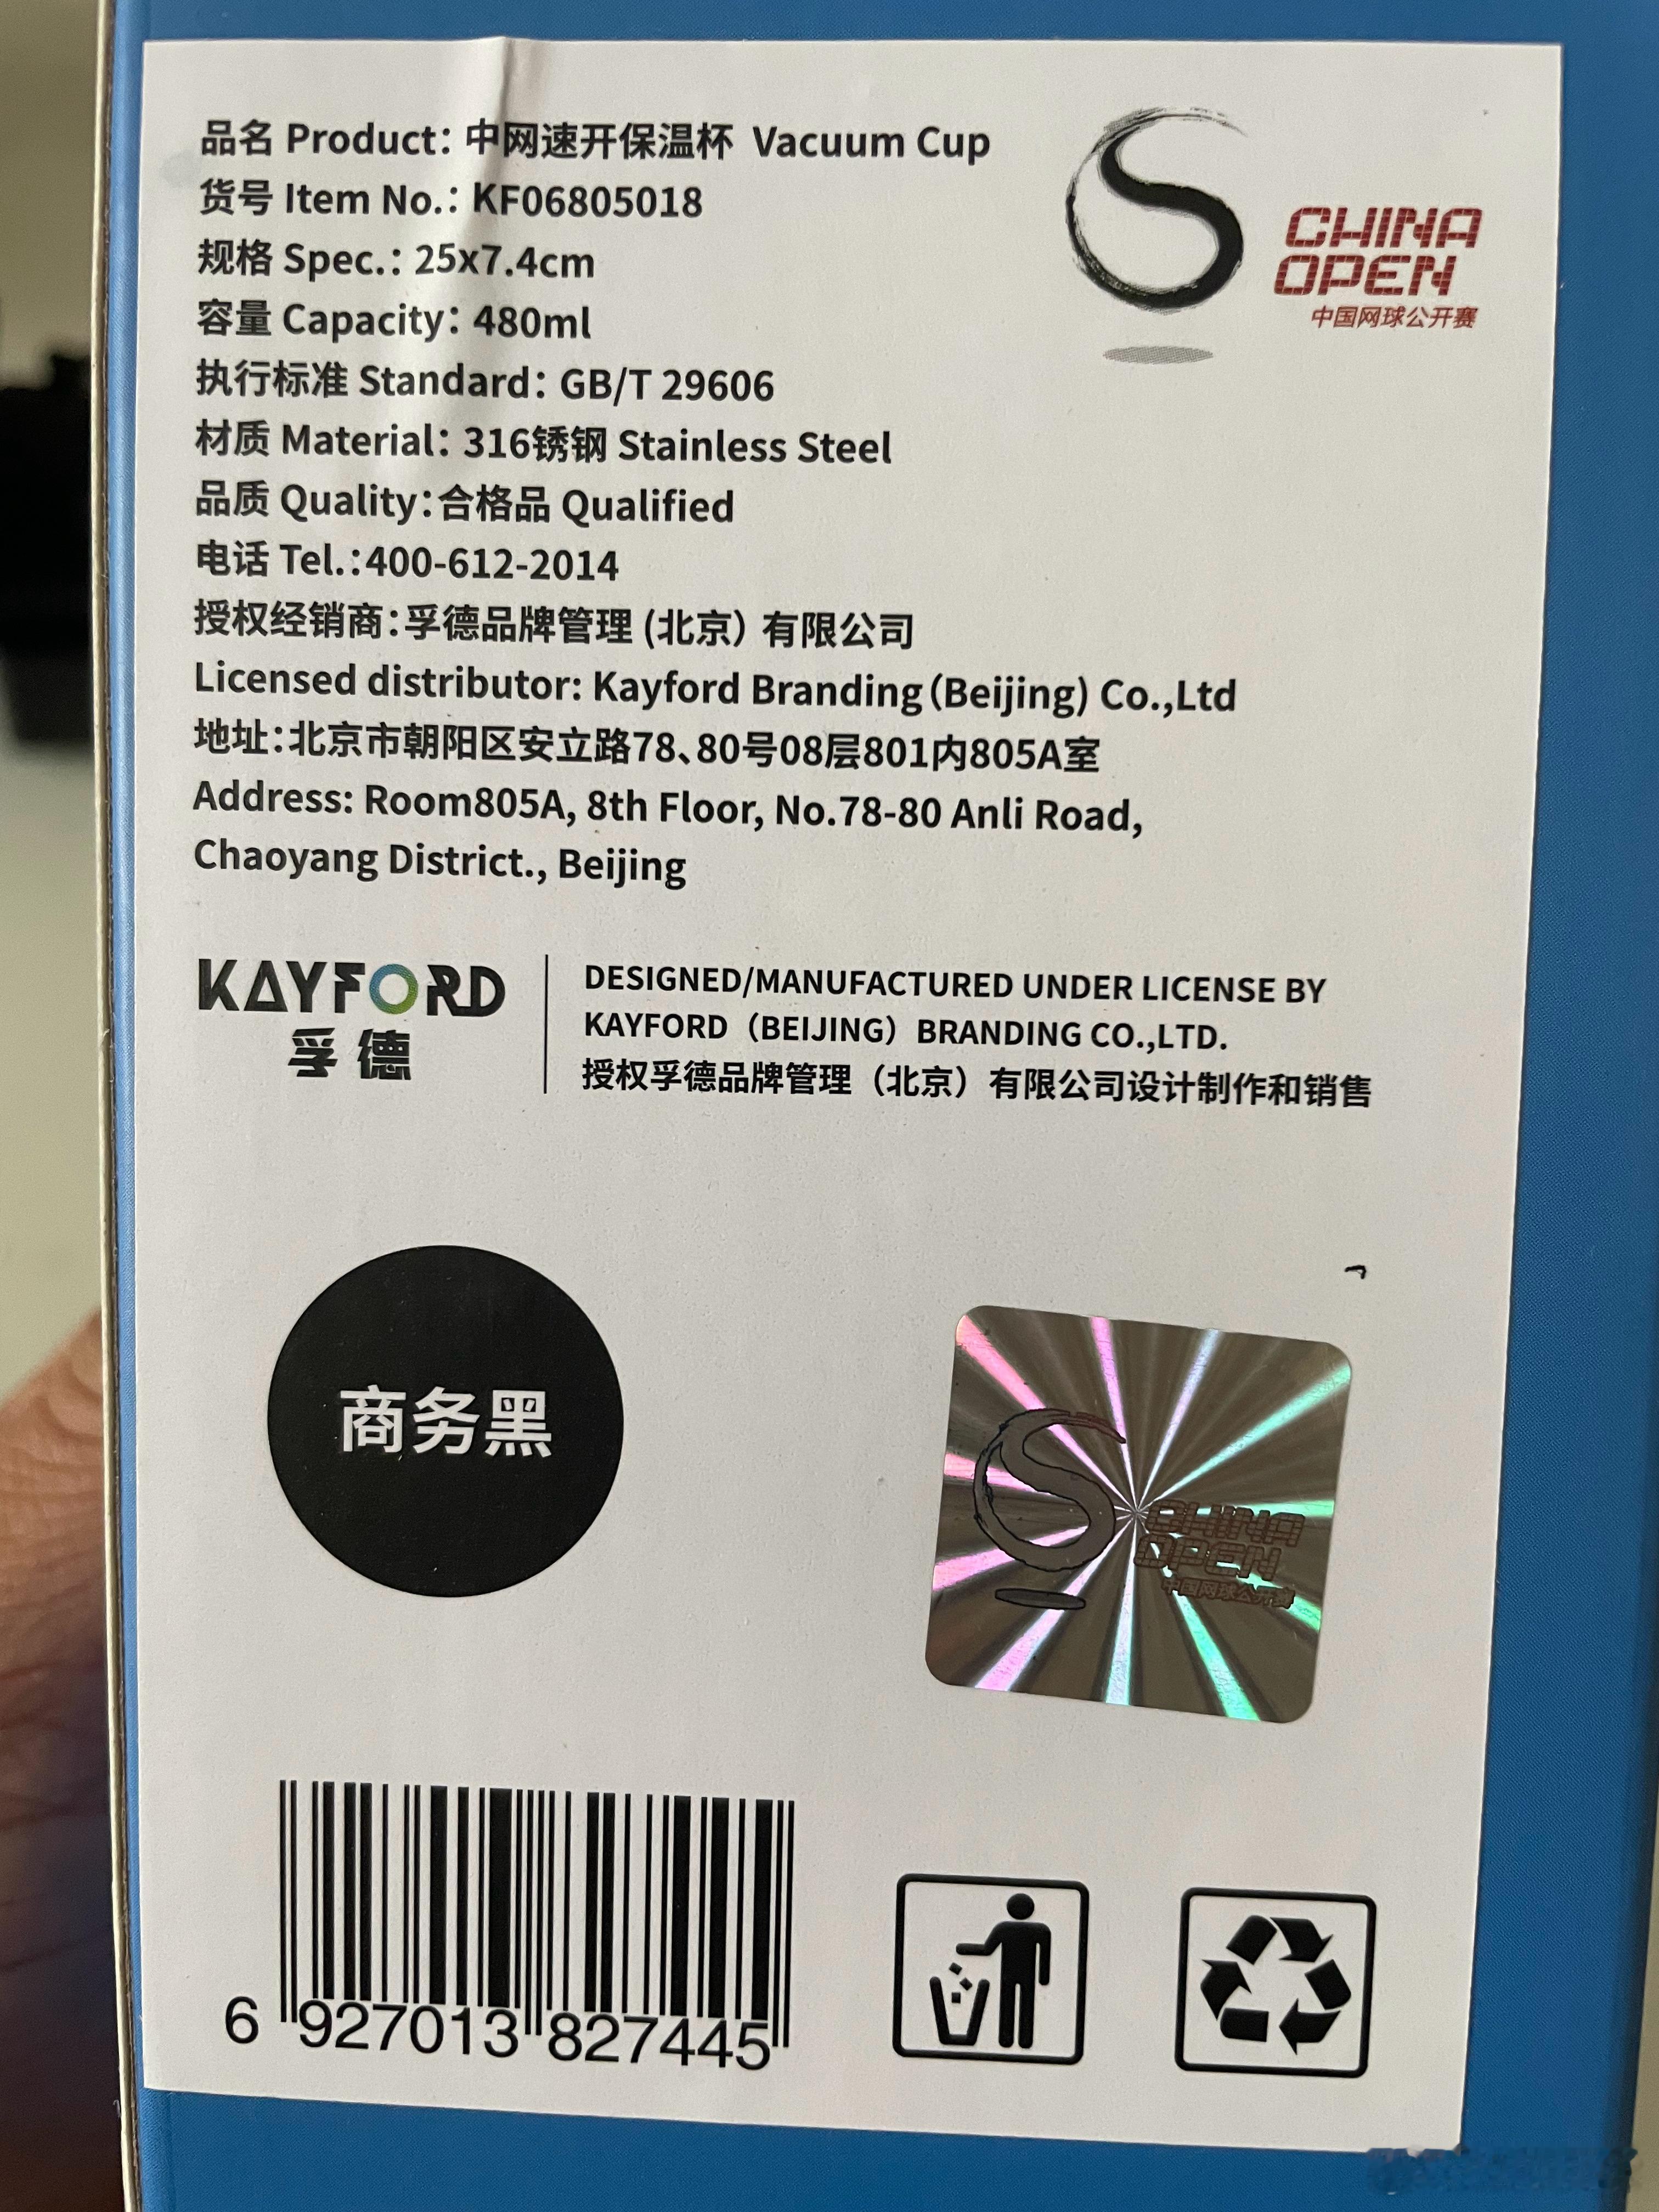 品名 Product：中网速开保温杯 Vacuum Cup
货号 Item No.：KF06805018
规格 Spec.：25x7.4cm
容量 Capacity：480ml
执行标准 Standard：GB/T 29606
材质 Material：316锈钢 Stainless Steel
品质 Quality：合格品 Qualified
电话 Tel.：400-612-2014
授权经销商：孚德品牌管理 (北京）有限公司
Licensed distributor: Kayford Branding（Beijing) Co.,Ltd
地址：北京市朝阳区安立路78、80号08层801内805A室
Address: Room805A, 8th Floor, No.78-80 Anli Road,
Chaoyang District., Beijing
CHINA
OPEN
中国网球公开赛
KAYFORD
孚德
DESIGNED/MANUFACTURED UNDER LICENSE BY
KAYFORD（BEIJING）BRANDING CO.,LTD.
授权孚德品牌管理（北京）有限公司设计制作和销售
商务黑
CHINA
OPEN
中国网球公开赛
6 927013 827445